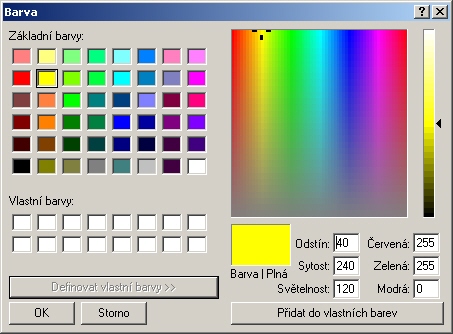 Barva
Základní barvy:
Vlastní barvy:
Definovat vlastní barvy >>
OK
Storno
Barva|Plná
Odstín: 40
Sytost: 240
Světelnost: 120
Červená: 255
Zelená: 255
Modrá: 0
Přidat do vlastních barev